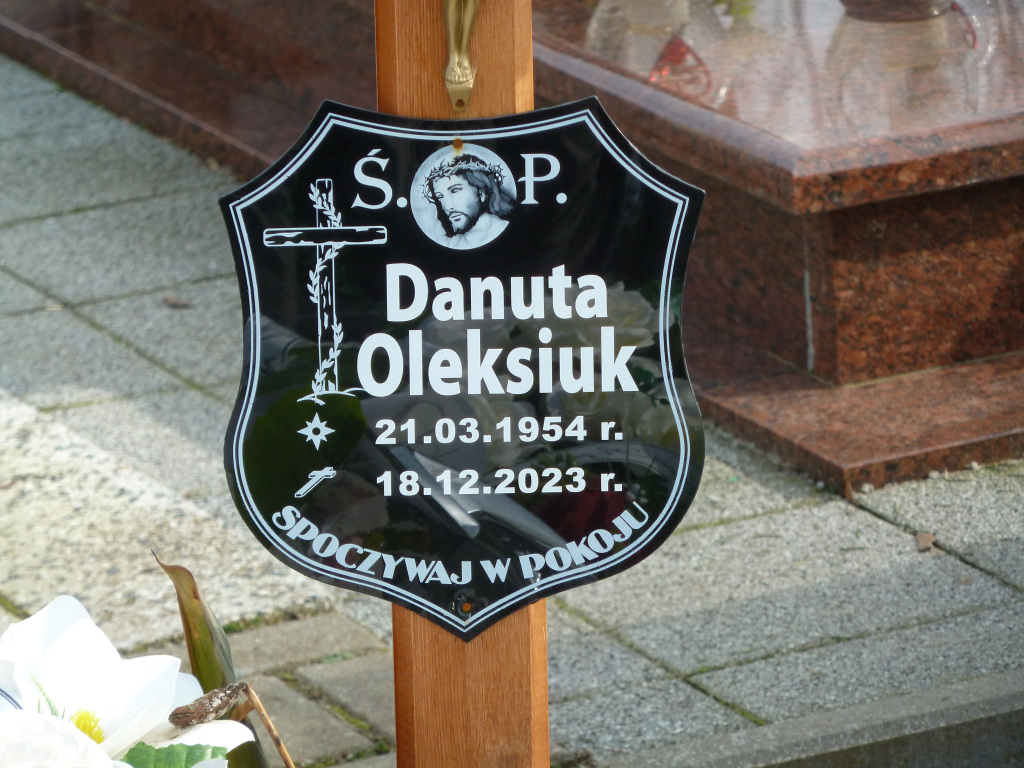 Ś. P.
Danuta
Oleksiuk
21.03.1954 r.
18.12.2023 r.
SPOCZYWAJ W POKOJU